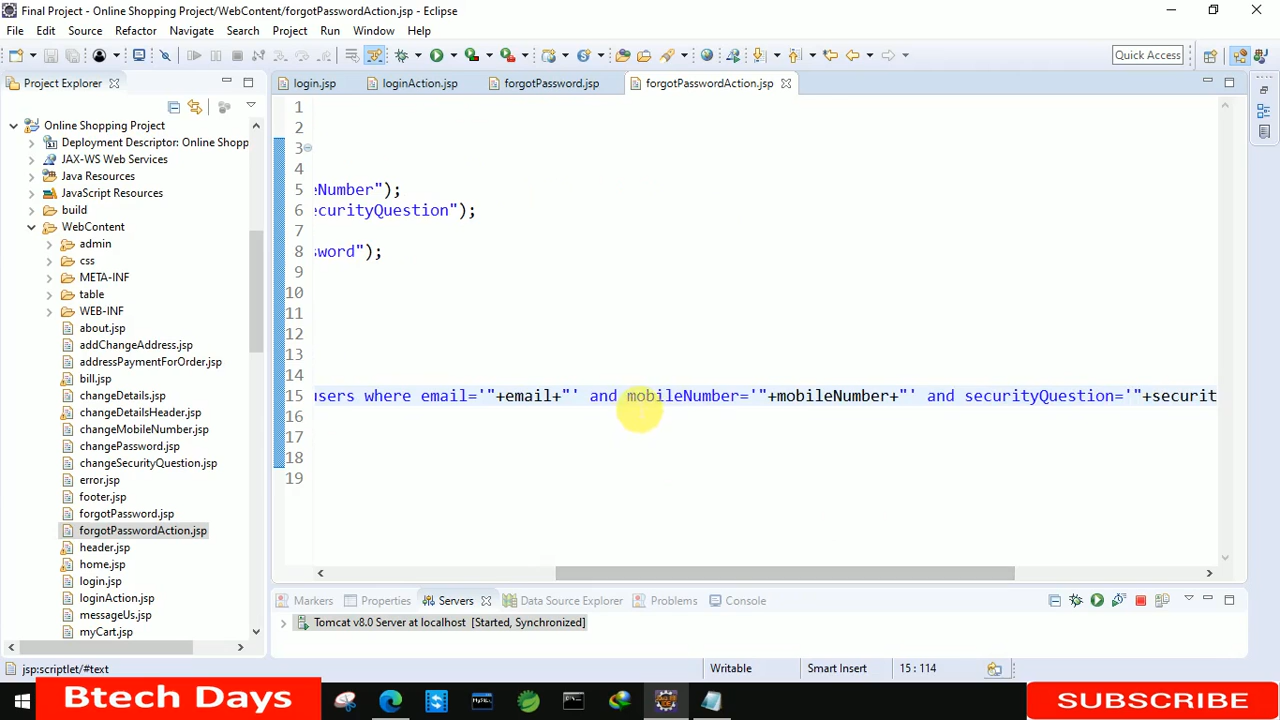 Final Project - Online Shopping Project/WebContent/forgotPasswordAction.jsp - Eclipse
File Edit Source Refactor Navigate Search Project Run Window Help
Quick Access
Project Explorer
login.jsp
loginAction.jsp
forgotPassword.jsp
forgotPasswordAction.jsp
Online Shopping Project
Deployment Descriptor: Online Shopp
JAX-WS Web Services
Java Resources
JavaScript Resources
build
WebContent
admin
css
META-INF
table
WEB-INF
about.jsp
addChangeAddress.jsp
addressPaymentForOrder.jsp
bill.jsp
changeDetails.jsp
changeDetailsHeader.jsp
changeMobileNumber.jsp
changePassword.jsp
changeSecurityQuestion.jsp
error.jsp
footer.jsp
forgotPassword.jsp
forgotPasswordAction.jsp
header.jsp
home.jsp
login.jsp
loginAction.jsp
messageUs.jsp
myCart.jsp
1
2
3
4
5 eNumber");
6 ecurityQuestion");
7
8 sword");
9
10
11
12
13
14
15 users where email='"+email+"' and mobileNumber='"+mobileNumber+"' and securityQuestion='"+securit
16
17
18
19
Markers
Properties
Servers
Data Source Explorer
Problems
Console
Tomcat v8.0 Server at localhost [Started, Synchronized]
jsp:scriptlet/#text
Writable
Smart Insert
15 : 114
Btech Days
SUBSCRIBE